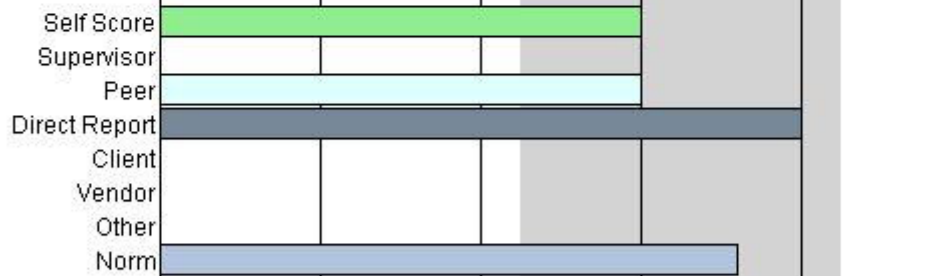 Self Score
Supervisor
Peer
Direct Report
Client
Vendor
Other
Norm